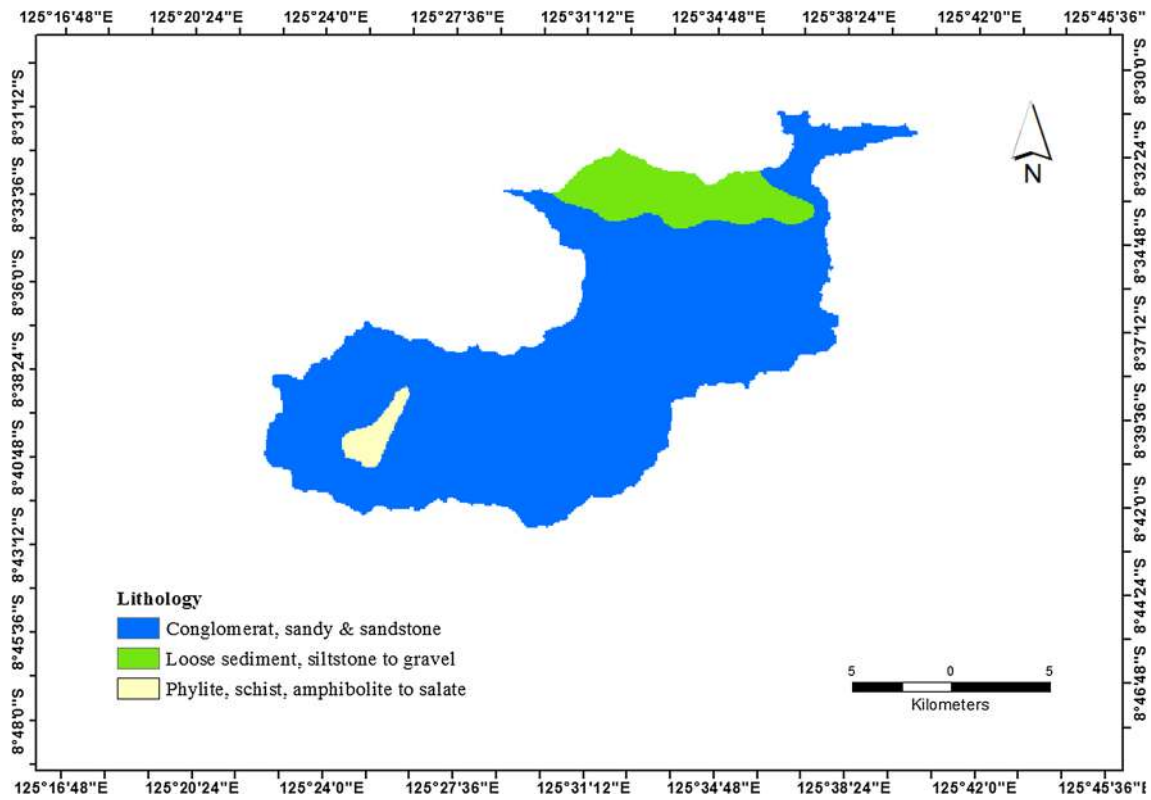 125°16'48"E 125°20'24"E 125°24'0"E 125°27'36"E 125°31'12"E 125°34'48"E 125°38'24"E 125°42'0"E 125°45'36"E
8°31'12"S
8°33'36"S
8°36'0"S
8°38'24"S
8°40'48"S
8°43'12"S
8°45'36"S
8°48'0"S
8°30'0"S
8°32'24"S
8°34'48"S
8°37'12"S
8°39'36"S
8°42'0"S
8°44'24"S
8°46'48"S
N
Lithology
Conglomerat, sandy & sandstone
Loose sediment, siltstone to gravel
Phylite, schist, amphibolite to salate
5 0 5
Kilometers
125°16'48"E 125°20'24"E 125°24'0"E 125°27'36"E 125°31'12"E 125°34'48"E 125°38'24"E 125°42'0"E 125°45'36"E